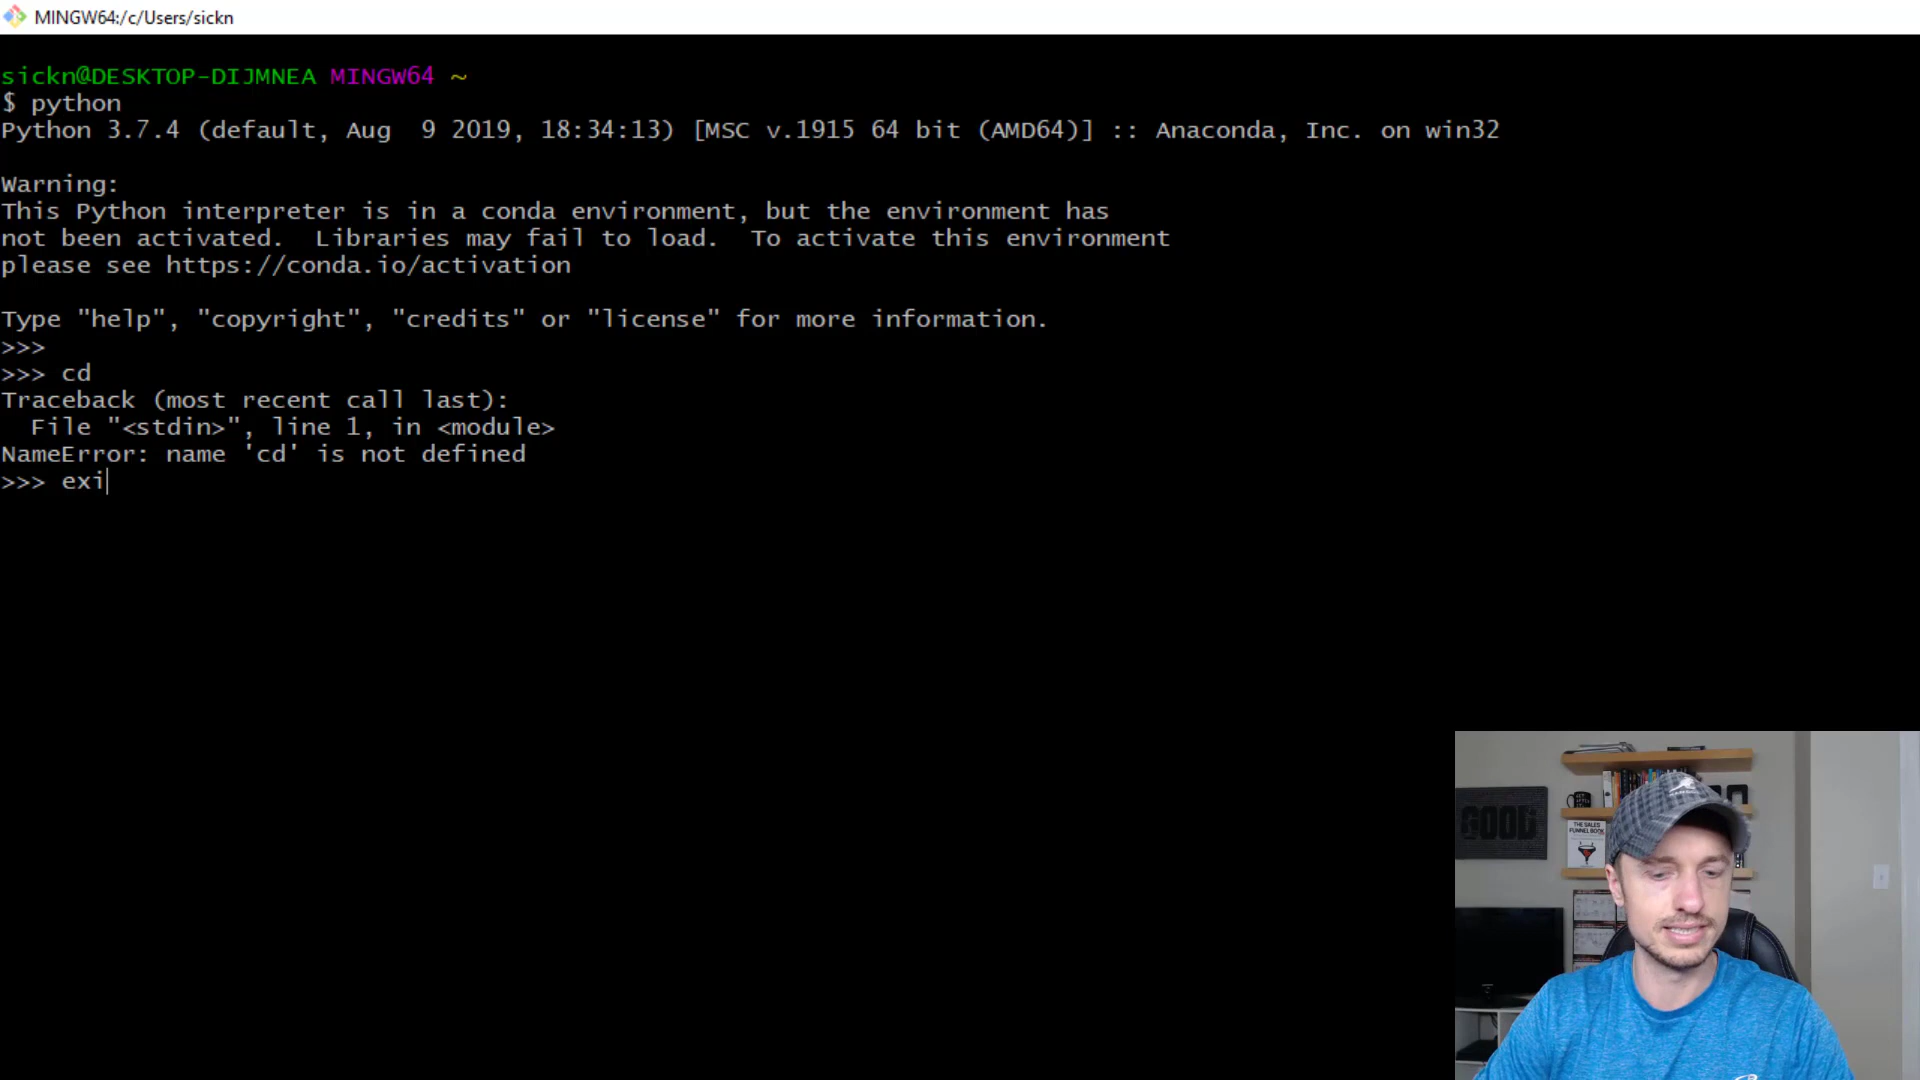 MINGW64:/c/Users/sickn
sickn@DESKTOP-DIJMNEA MINGW64 ~
$ python
Python 3.7.4 (default, Aug  9 2019, 18:34:13) [MSC v.1915 64 bit (AMD64)] :: Anaconda, Inc. on win32
Warning:
This Python interpreter is in a conda environment, but the environment has
not been activated.  Libraries may fail to load.  To activate this environment
please see https://conda.io/activation
Type "help", "copyright", "credits" or "license" for more information.
>>>
>>> cd
Traceback (most recent call last):
  File "<stdin>", line 1, in <module>
NameError: name 'cd' is not defined
>>> exi
GOOD
THE SALES
FUNNEL BOOK